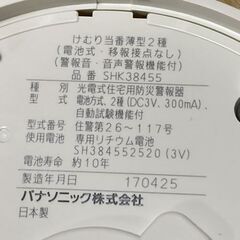 けむり当番薄型2種
(電池式・移報接点なし)
(警報音・音声警報機能付)
品 番 SHK38455
種 別 光電式住宅用防災警報器
型 式 電池方式、2種(DC3V、300mA)、
自動試験機能付
型式番号 住警第26~117号
使用電池 専用リチウム電池
SH384552520(3V)
電池寿命 約10年
製造年月日 170425
パナソニック株式会社
日本製